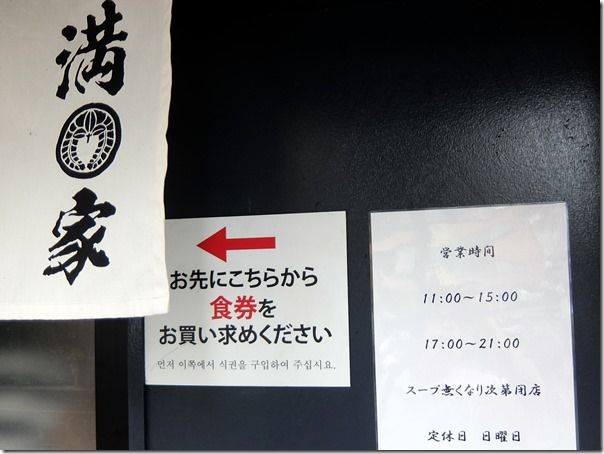 満
家
お先にこちらから
食券を
お買い求めください
먼저 이쪽에서 식권을 구입하여 주십시요.
営業時間
11:00～15:00
17:00～21:00
スープ無くなり次第閉店
定休日 日曜日